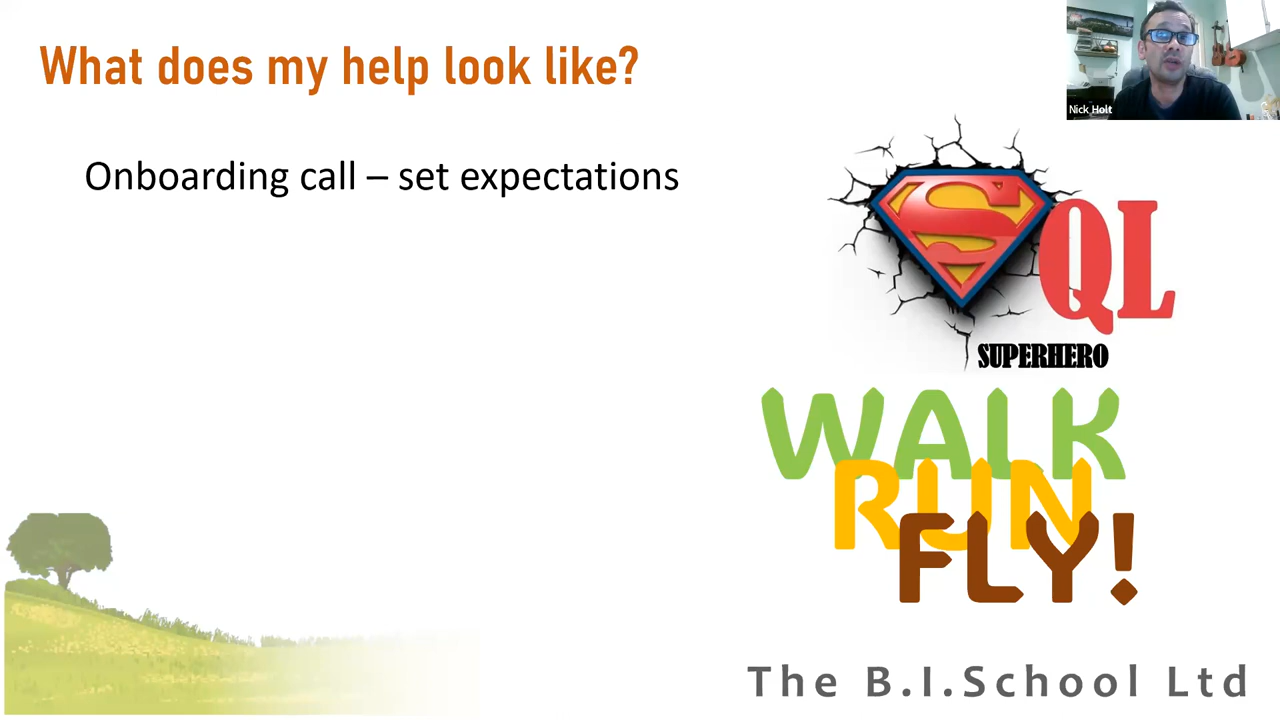 What does my help look like?
Nick Holt
Onboarding call – set expectations
SQL
SUPERHERO
WALK
RUN
FLY!
The B.I.School Ltd